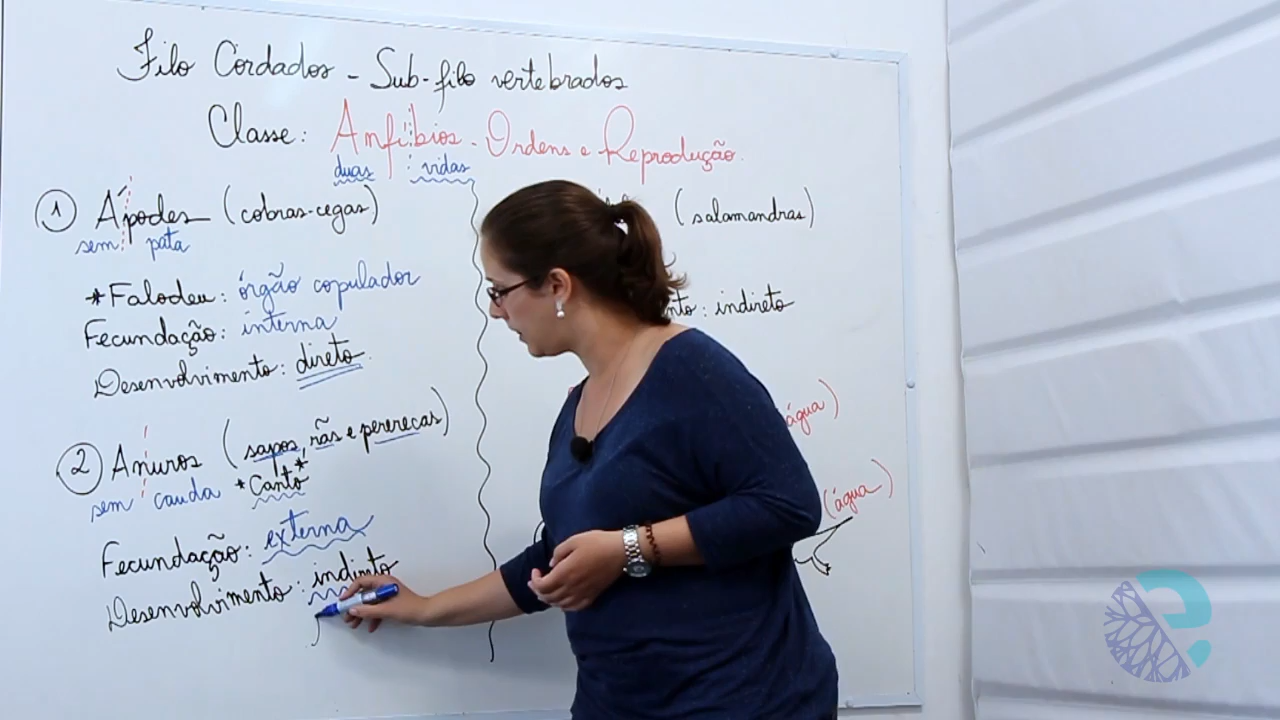 Filo Cordados - Sub-filo vertebrados
Classe: Anfíbios - Ordens e Reprodução.
duas vidas
1 Ápodes (cobras-cegas)
sem pata
*Falodeu: órgão copulador
Fecundação: interna
Desenvolvimento: direto.
2 Anuros (sapos, rãs e pererecas)
sem cauda *Canto*
Fecundação: externa
Desenvolvimento: indireto
(salamandras)
: indireto
água)
(água)